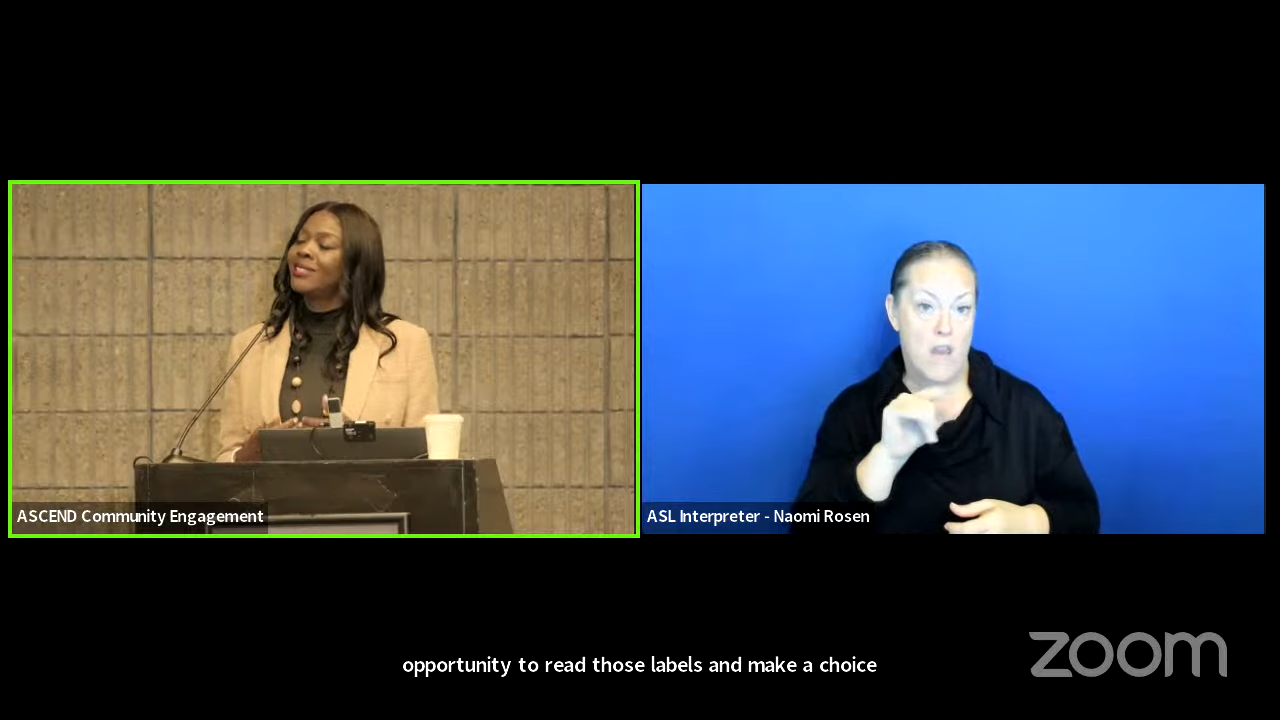 ASCEND Community Engagement
ASL Interpreter - Naomi Rosen
opportunity to read those labels and make a choice
zoom